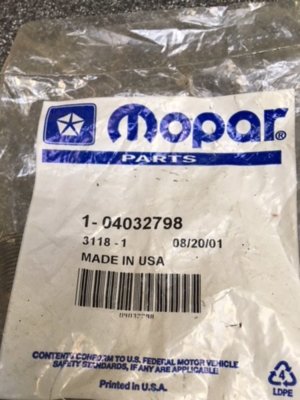 mopar®
PARTS
1- 04032798
3118 - 1 08/20/01
MADE IN USA
04032798
CONTENTS CONFORM TO U.S. FEDERAL MOTOR VEHICLE
SAFETY STANDARDS, IF ANY ARE APPLICABLE
Printed in U.S.A.
4
LDPE